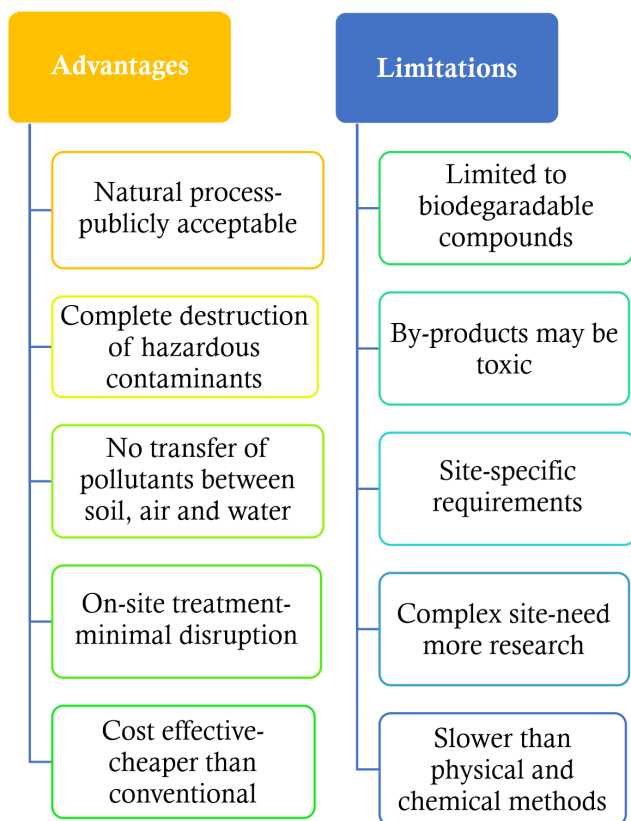 Advantages
Natural process-
publicly acceptable
Complete destruction
of hazardous
contaminants
No transfer of
pollutants between
soil, air and water
On-site treatment-
minimal disruption
Cost effective-
cheaper than
conventional
Limitations
Limited to
biodegaradable
compounds
By-products may be
toxic
Site-specific
requirements
Complex site-need
more research
Slower than
physical and
chemical methods